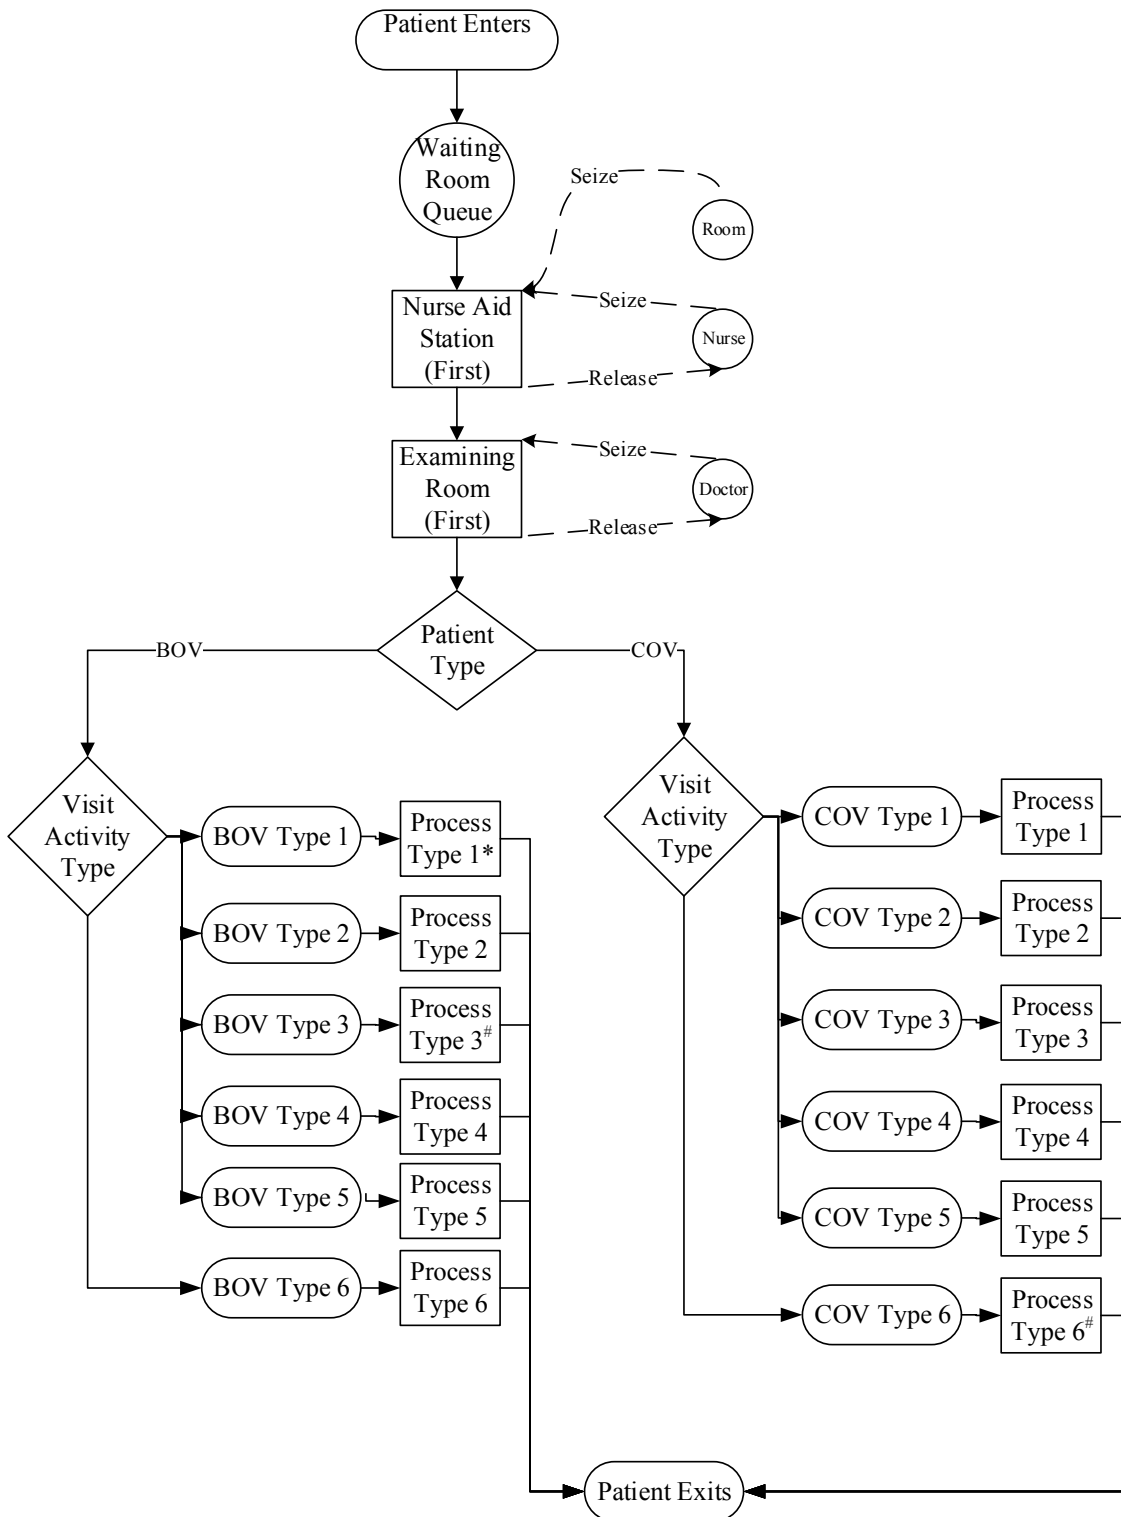 Patient Enters
Waiting
Room
Queue
Seize
Room
Nurse Aid
Station
(First)
Seize
Nurse
Release
Examining
Room
(First)
Seize
Doctor
Release
Patient
Type
BOV
COV
Visit
Activity
Type
BOV Type 1
Process
Type 1*
BOV Type 2
Process
Type 2
BOV Type 3
Process
Type 3#
BOV Type 4
Process
Type 4
BOV Type 5
Process
Type 5
BOV Type 6
Process
Type 6
Visit
Activity
Type
COV Type 1
Process
Type 1
COV Type 2
Process
Type 2
COV Type 3
Process
Type 3
COV Type 4
Process
Type 4
COV Type 5
Process
Type 5
COV Type 6
Process
Type 6#
Patient Exits